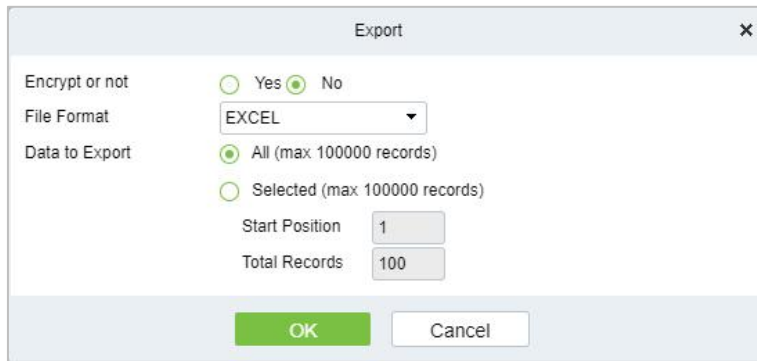 Export
Encrypt or not Yes No
File Format EXCEL
Data to Export All (max 100000 records)
Selected (max 100000 records)
Start Position 1
Total Records 100
OK Cancel